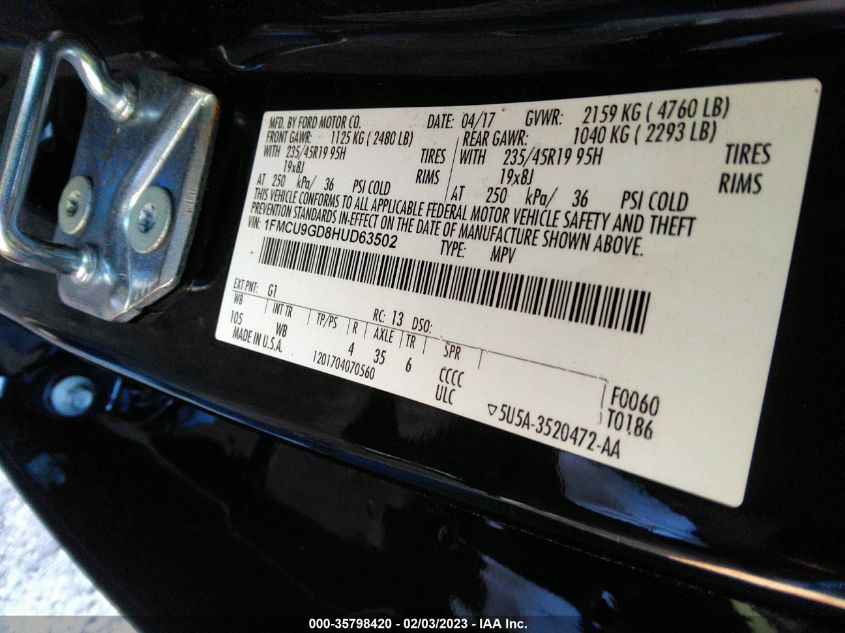 MFD. BY FORD MOTOR CO. DATE: 04/17 GVWR: 2159 KG ( 4760 LB)
FRONT GAWR: 1125 KG ( 2480 LB) REAR GAWR: 1040 KG ( 2293 LB)
WITH 235/45R19 95H TIRES WITH 235/45R19 95H TIRES
19x8J RIMS 19x8J RIMS
AT 250 kPa/ 36 PSI COLD AT 250 kPa/ 36 PSI COLD
THIS VEHICLE CONFORMS TO ALL APPLICABLE FEDERAL MOTOR VEHICLE SAFETY AND THEFT
PREVENTION STANDARDS IN-EFFECT ON THE DATE OF MANUFACTURE SHOWN ABOVE.
VIN: 1FMCU9GD8HUD63502 TYPE: MPV
EXT PNT: G1 RC: 13 DSO:
WB INT TR TP/PS R AXLE TR SPR
105 WB 4 35 6 CCCC F0060
MADE IN U.S.A. 1201704070560 ULC T0186
▽5U5A-3520472-AA
000-35798420 - 02/03/2023 - IAA Inc.